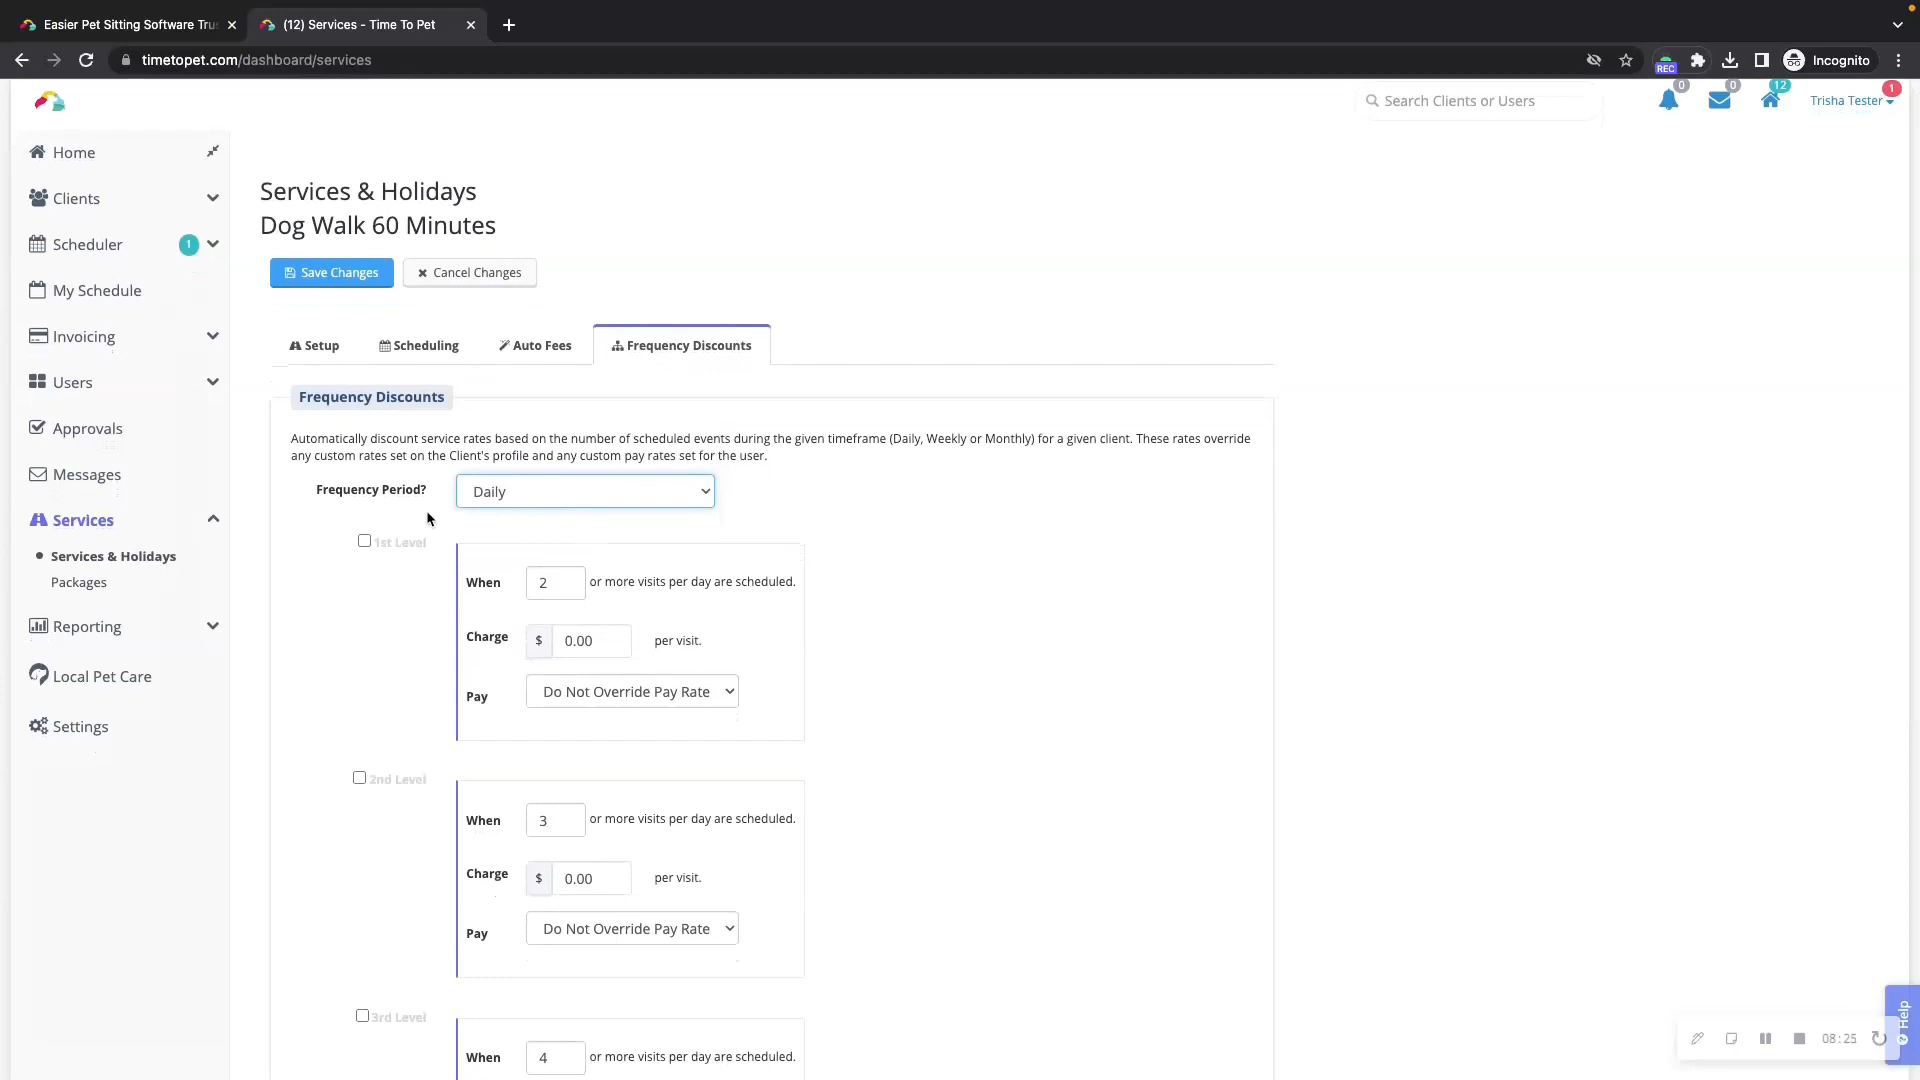 Easier Pet Sitting Software Tru
(12) Services - Time To Pet
timetopet.com/dashboard/services
REC
Incognito
Search Clients or Users
0
0
12
Trisha Tester
1
Home
Clients
Scheduler
1
My Schedule
Invoicing
Users
Approvals
Messages
Services
Services & Holidays
Packages
Reporting
Local Pet Care
Settings
Services & Holidays
Dog Walk 60 Minutes
Save Changes
Cancel Changes
Setup
Scheduling
Auto Fees
Frequency Discounts
Frequency Discounts
Automatically discount service rates based on the number of scheduled events during the given timeframe (Daily, Weekly or Monthly) for a given client. These rates override
any custom rates set on the Client's profile and any custom pay rates set for the user.
Frequency Period?
Daily
1st Level
When 2 or more visits per day are scheduled.
Charge $ 0.00 per visit.
Pay Do Not Override Pay Rate
2nd Level
When 3 or more visits per day are scheduled.
Charge $ 0.00 per visit.
Pay Do Not Override Pay Rate
3rd Level
When 4 or more visits per day are scheduled.
Help
08:25